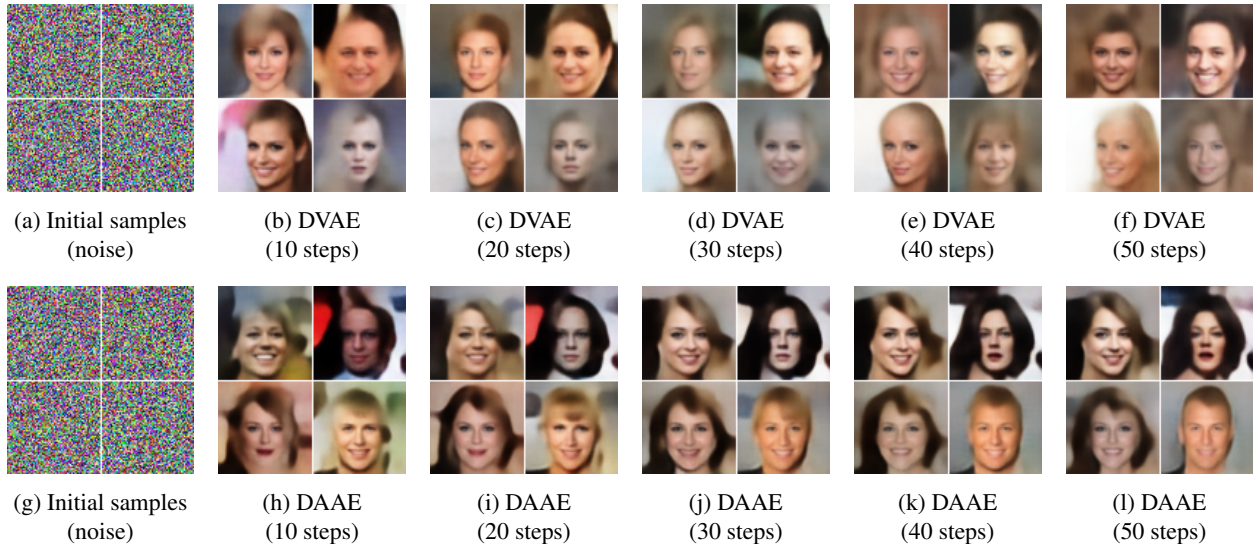 (a) Initial samples
(noise)
(b) DVAE
(10 steps)
(c) DVAE
(20 steps)
(d) DVAE
(30 steps)
(e) DVAE
(40 steps)
(f) DVAE
(50 steps)
(g) Initial samples
(noise)
(h) DAAE
(10 steps)
(i) DAAE
(20 steps)
(j) DAAE
(30 steps)
(k) DAAE
(40 steps)
(l) DAAE
(50 steps)